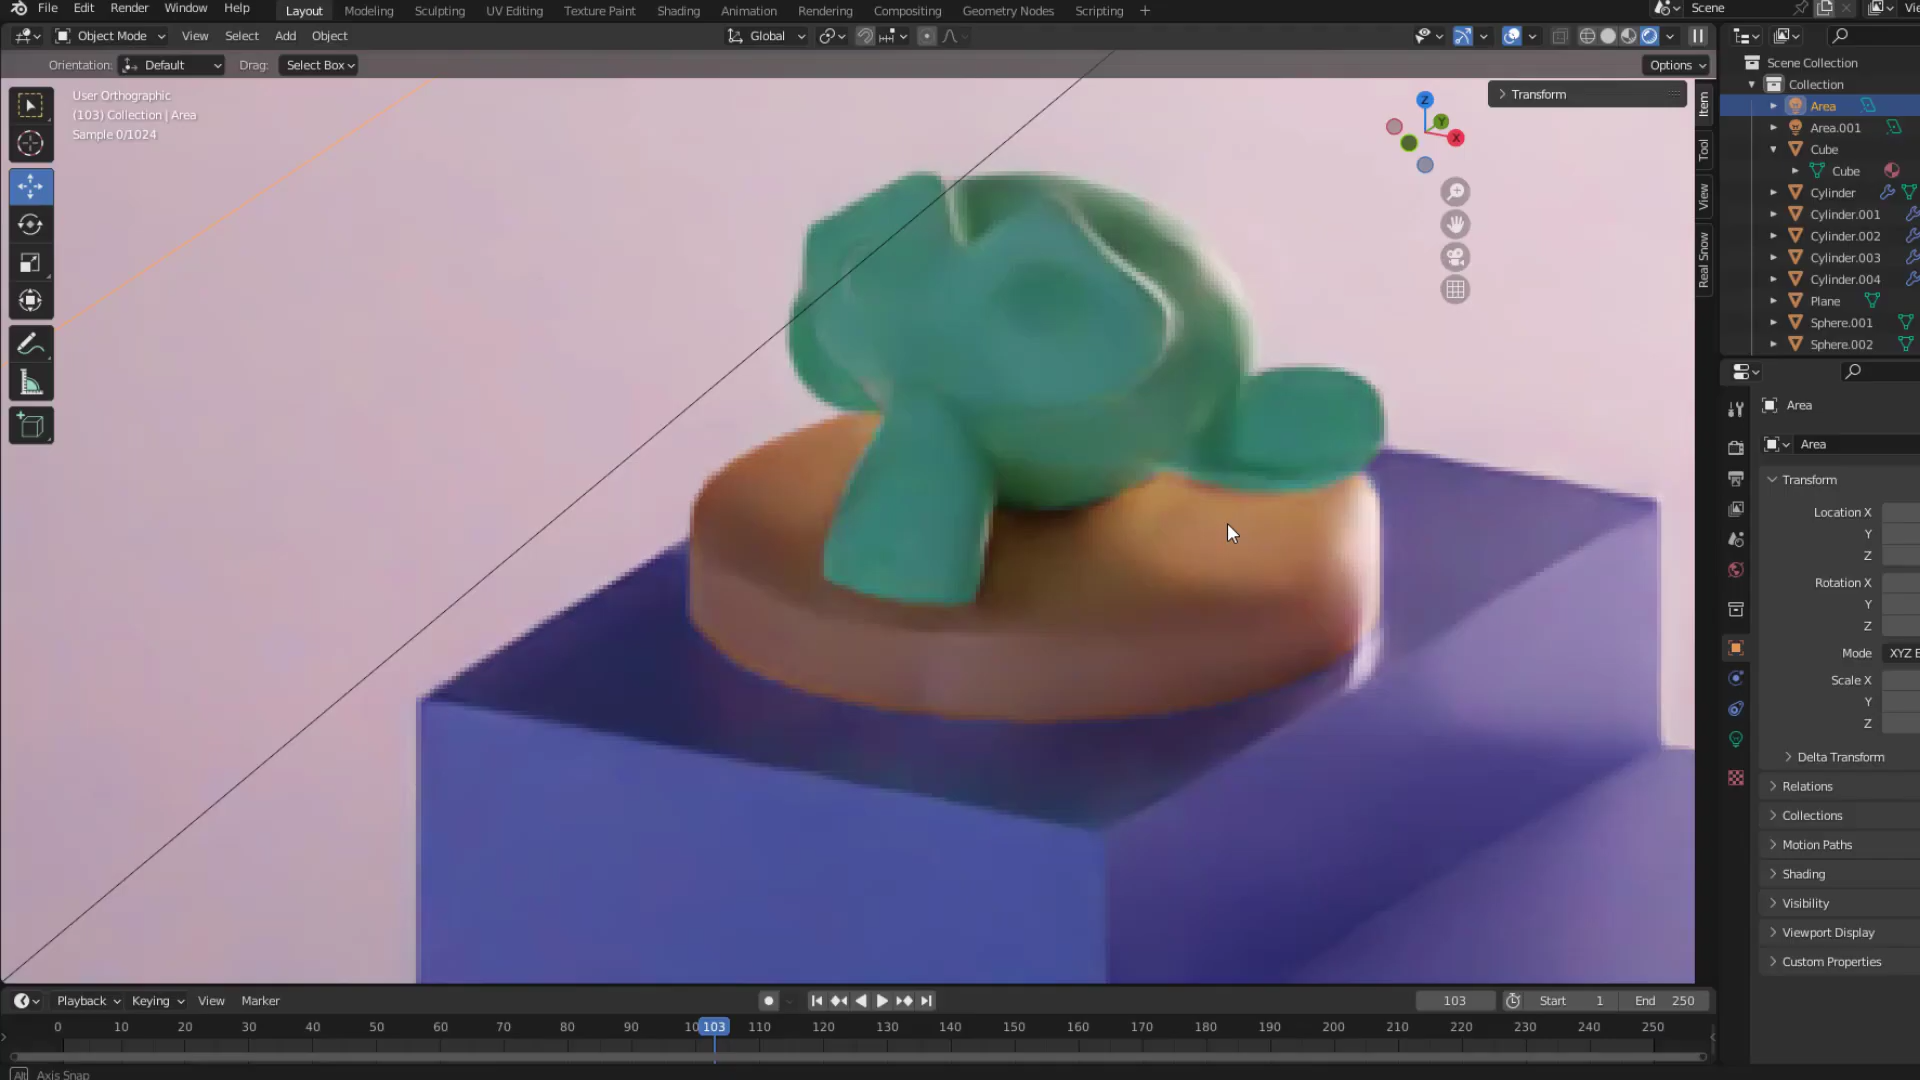 File Edit Render Window Help Layout Modeling Sculpting UV Editing Texture Paint Shading Animation Rendering Compositing Geometry Nodes Scripting + Scene
Object Mode View Select Add Object Global
Orientation: Default Drag: Select Box Options
User Orthographic
(103) Collection | Area
Sample 0/1024
Transform
Z
Y
X
Item
Tool
View
Real Snow
Scene Collection
Collection
Area
Area.001
Cube
Cube
Cylinder
Cylinder.001
Cylinder.002
Cylinder.003
Cylinder.004
Plane
Sphere.001
Sphere.002
Area
Area
Transform
Location X
Y
Z
Rotation X
Y
Z
Mode XYZ E
Scale X
Y
Z
Delta Transform
Relations
Collections
Motion Paths
Shading
Visibility
Viewport Display
Custom Properties
Playback Keying View Marker 103 Start 1 End 250
0 10 20 30 40 50 60 70 80 90 10 103 110 120 130 140 150 160 170 180 190 200 210 220 230 240 250
Alt Axis Snap